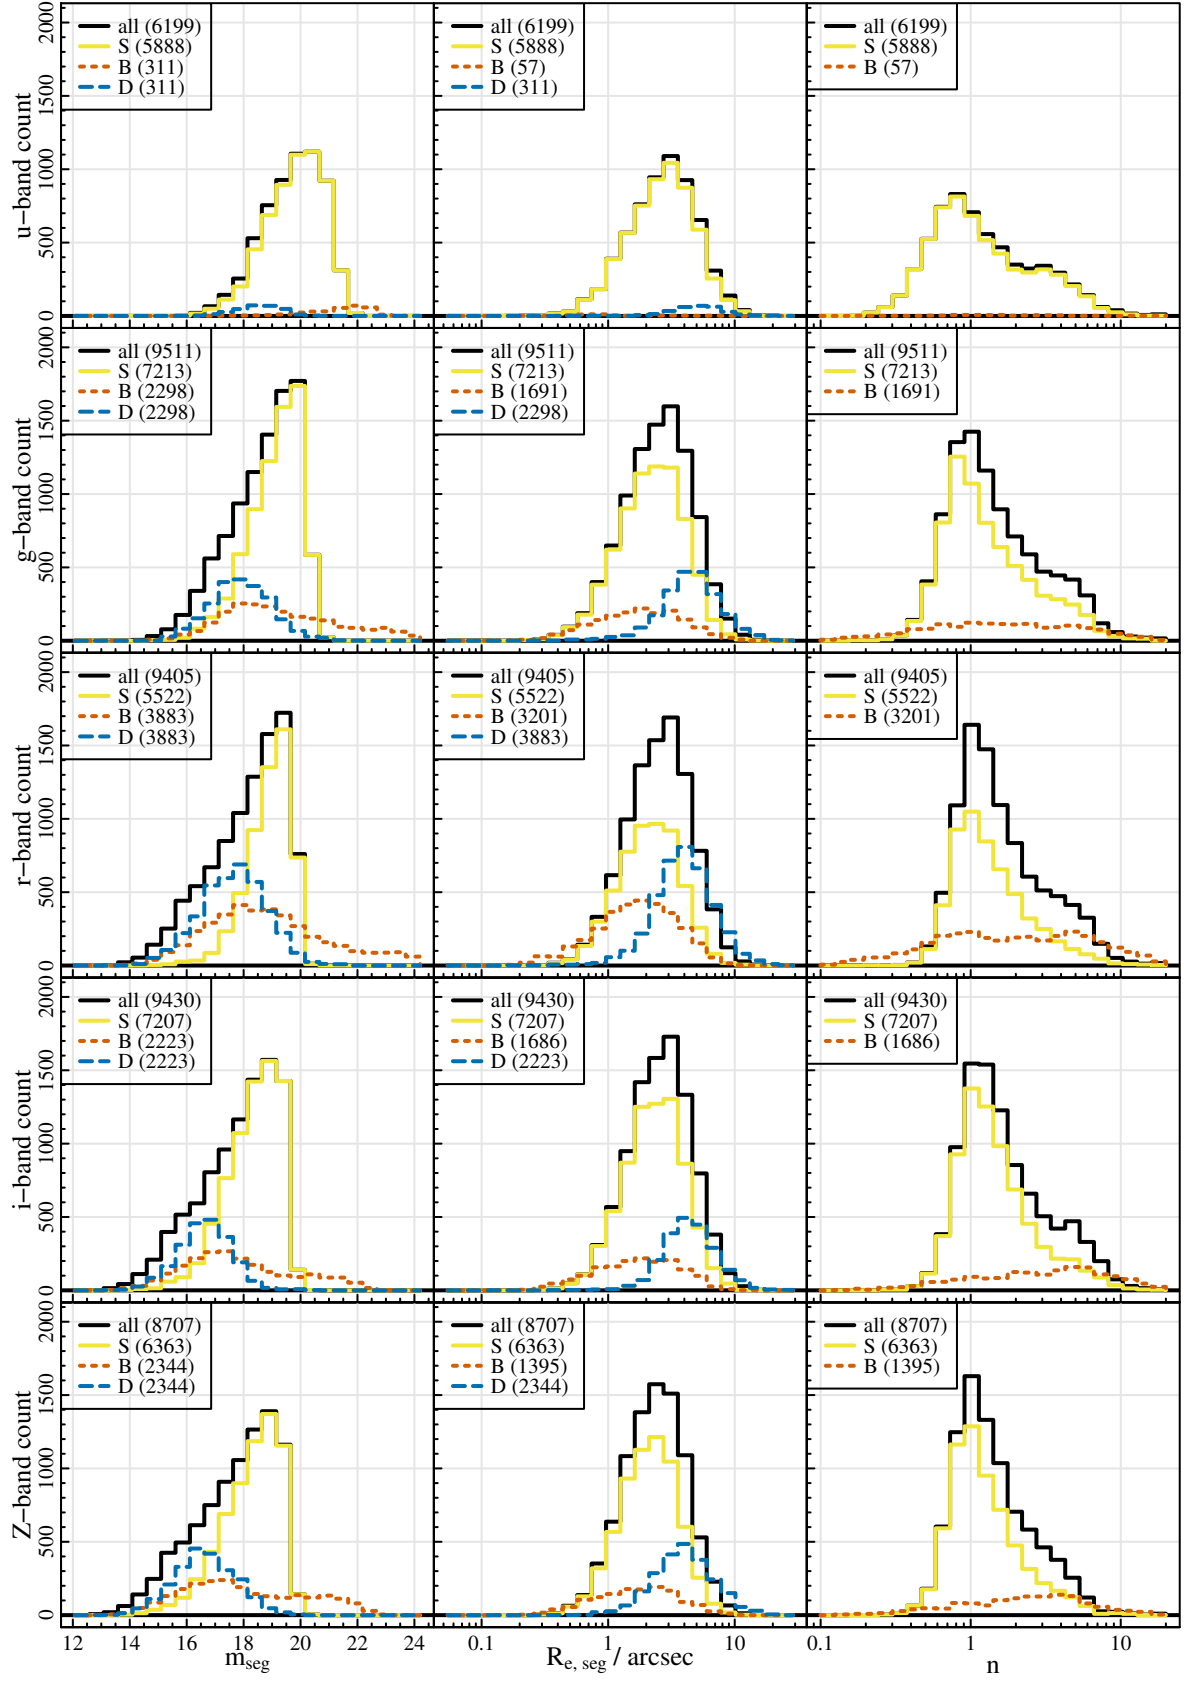 u−band count
0 500 1000 1500 2000
all (6199)
S (5888)
B (311)
D (311)
all (6199)
S (5888)
B (57)
D (311)
all (6199)
S (5888)
B (57)
g−band count
0 500 1000 1500 2000
all (9511)
S (7213)
B (2298)
D (2298)
all (9511)
S (7213)
B (1691)
D (2298)
all (9511)
S (7213)
B (1691)
r−band count
0 500 1000 1500 2000
all (9405)
S (5522)
B (3883)
D (3883)
all (9405)
S (5522)
B (3201)
D (3883)
all (9405)
S (5522)
B (3201)
i−band count
0 500 1000 1500 2000
all (9430)
S (7207)
B (2223)
D (2223)
all (9430)
S (7207)
B (1686)
D (2223)
all (9430)
S (7207)
B (1686)
Z−band count
0 500 1000 1500 2000
all (8707)
S (6363)
B (2344)
D (2344)
all (8707)
S (6363)
B (1395)
D (2344)
all (8707)
S (6363)
B (1395)
12 14 16 18 20 22 24
0.1 1 10
0.1 1 10
m_seg
R_e, seg / arcsec
n